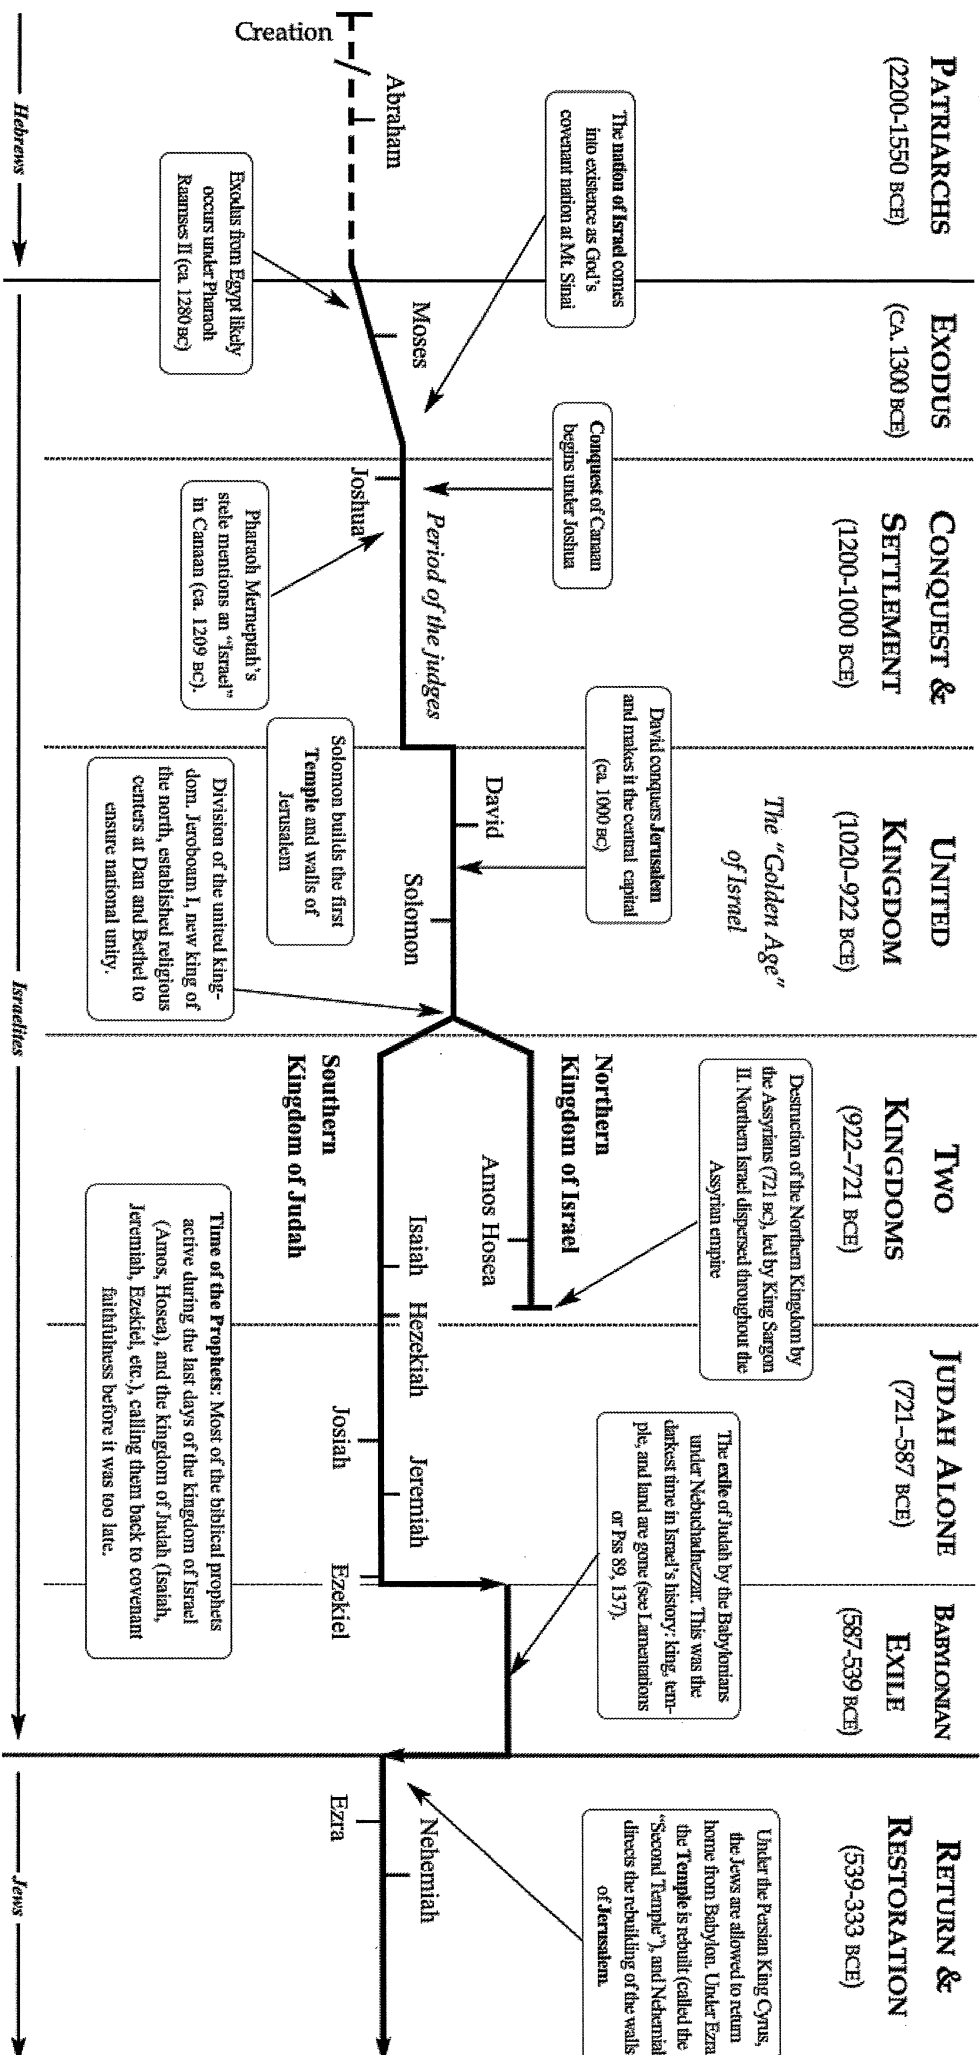 PATRIARCHS
(2200-1550 BCE)
EXODUS
(CA. 1300 BCE)
CONQUEST &
SETTLEMENT
(1200-1000 BCE)
UNITED
KINGDOM
(1020–922 BCE)
The "Golden Age"
of Israel
TWO
KINGDOMS
(922–721 BCE)
JUDAH ALONE
(721–587 BCE)
BABYLONIAN
EXILE
(587-539 BCE)
RETURN &
RESTORATION
(539-333 BCE)
The nation of Israel comes
into existence as God's
covenant nation at Mt. Sinai
Conquest of Canaan
begins under Joshua
David conquers Jerusalem
and makes it the central capital
(ca. 1000 BC)
Destruction of the Northern Kingdom by
the Assyrians (721 BC), led by King Sargon
II. Northern Israel dispersed throughout the
Assyrian empire
The exile of Judah by the Babylonians
under Nebuchadnezzar. This was the
darkest time in Israel's history: king, tem-
ple, and land are gone (see Lamentations
or Pss 89, 137).
Under the Persian King Cyrus,
the Jews are allowed to return
home from Babylon. Under Ezra
the Temple is rebuilt (called the
"Second Temple"), and Nehemiah
directs the rebuilding of the walls
of Jerusalem.
Creation
Abraham
Moses
Joshua
Period of the judges
David
Solomon
Northern
Kingdom of Israel
Amos Hosea
Southern
Kingdom of Judah
Isaiah
Hezekiah
Josiah
Jeremiah
Ezekiel
Ezra
Nehemiah
Exodus from Egypt likely
occurs under Pharaoh
Raamses II (ca. 1280 BC)
Pharaoh Merneptah's
stele mentions an "Israel"
in Canaan (ca. 1209 BC).
Solomon builds the first
Temple and walls of
Jerusalem
Division of the united king-
dom. Jeroboam I, new king of
the north, established religious
centers at Dan and Bethel to
ensure national unity.
Time of the Prophets: Most of the biblical prophets
active during the last days of the kingdom of Israel
(Amos, Hosea), and the kingdom of Judah (Isaiah,
Jeremiah, Ezekiel, etc.), calling them back to covenant
faithfulness before it was too late.
Hebrews
Israelites
Jews